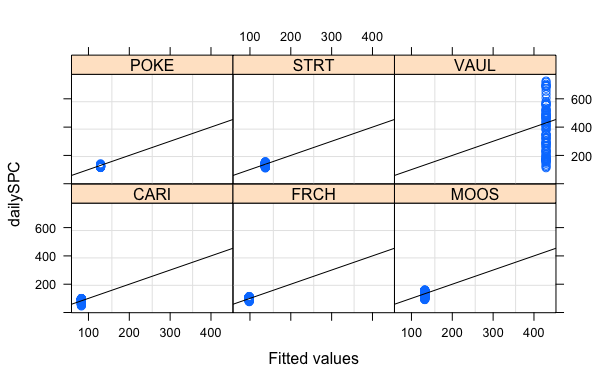 100 200 300 400
POKE STRT VAUL
600
400
200
CARI FRCH MOOS
600
400
200
dailySPC
100 200 300 400 100 200 300 400
Fitted values